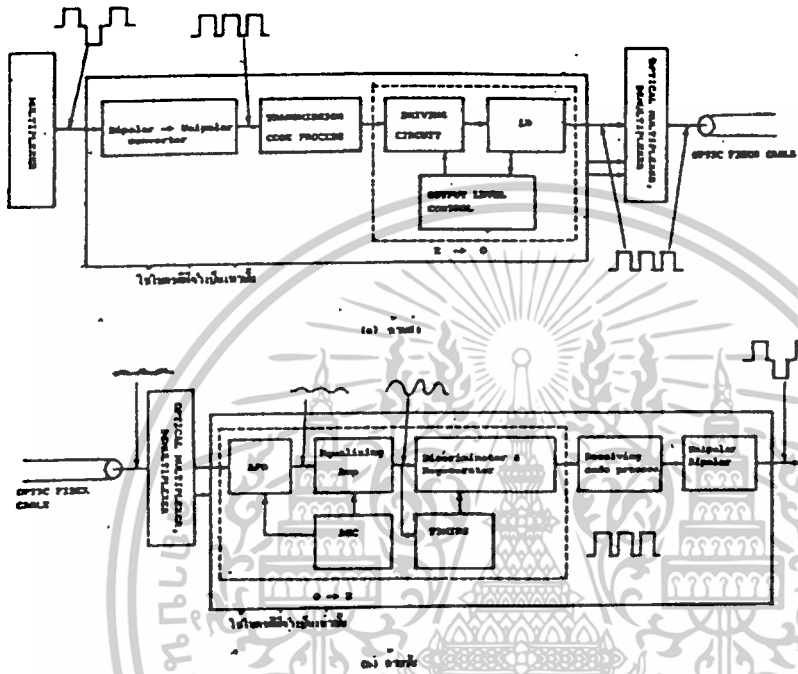 MULTIPLEXER
Bipolar → Unipolar
converter
TRANSMISSION
CODE PROCESS
DRIVING
CIRCUIT
LD
OUTPUT LEVEL
CONTROL
E → O
OPTICAL MULTIPLEXER,
DEMULTIPLEXER
OPTIC FIBER CABLE
(a)
OPTIC FIBER
CABLE
OPTICAL MULTIPLEXER,
DEMULTIPLEXER
APD
Equalizing
Amp
Discriminator &
Regenerator
AGC
TIMING
O → E
Receiving
code process
Unipolar
Bipolar
(b)